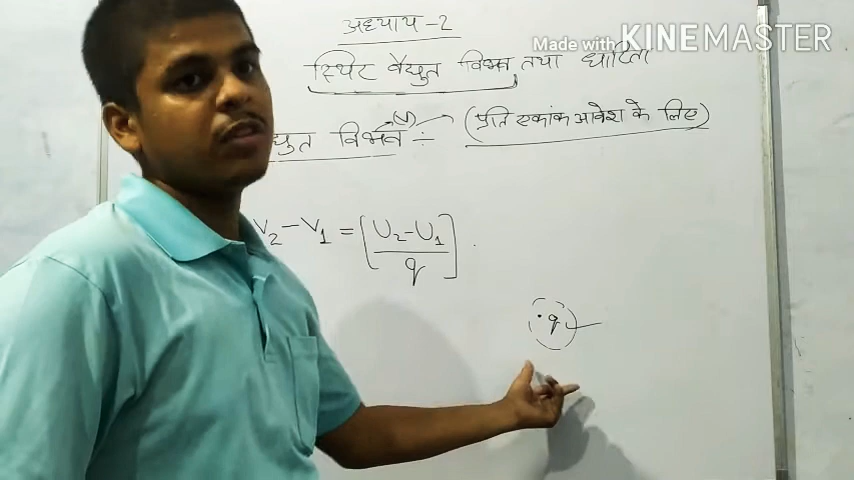 Made with KINEMASTER
अध्याय-2
स्थिर वैद्युत विभव तथा धारिता
द्युत विभव (V) ÷ (प्रति एकांक आवेश के लिए)
V₂ - V₁ = [U₂ - U₁ / q]
q